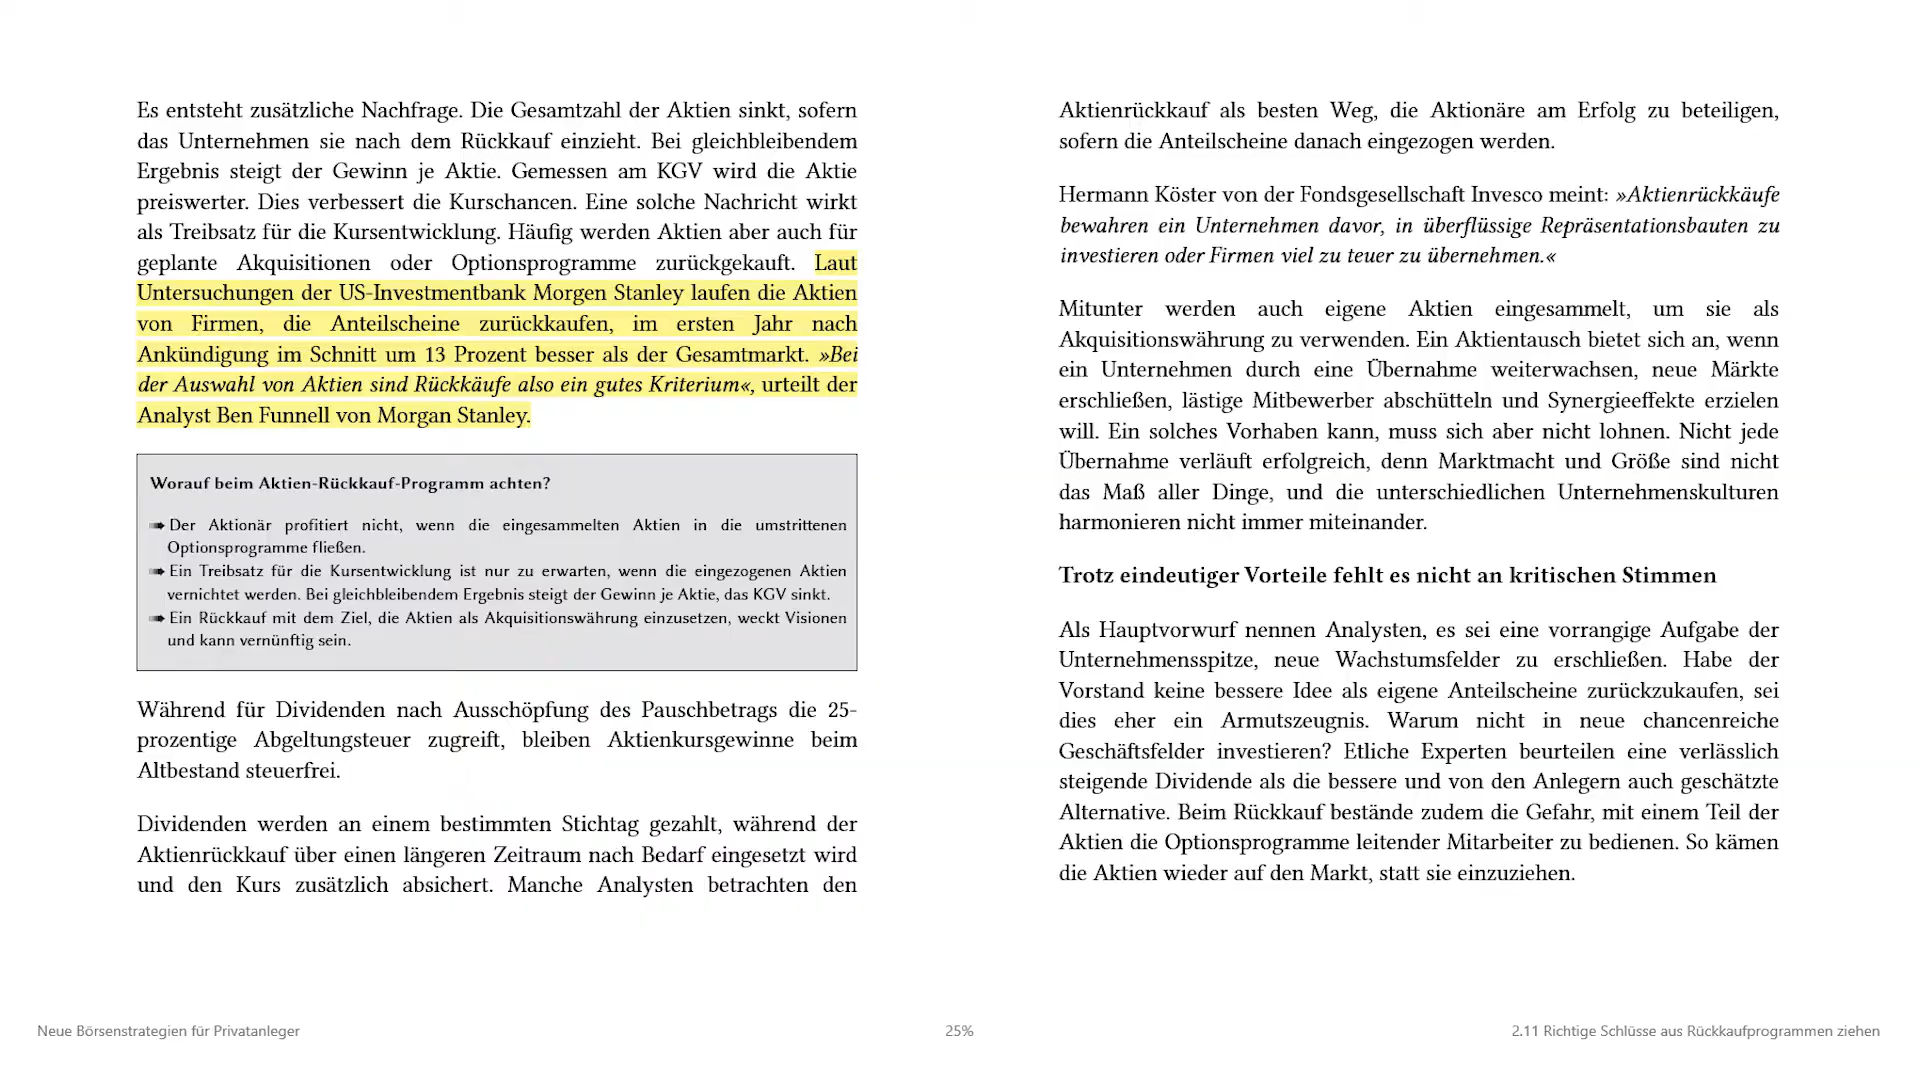 Es entsteht zusätzliche Nachfrage. Die Gesamtzahl der Aktien sinkt, sofern
das Unternehmen sie nach dem Rückkauf einzieht. Bei gleichbleibendem
Ergebnis steigt der Gewinn je Aktie. Gemessen am KGV wird die Aktie
preiswerter. Dies verbessert die Kurschancen. Eine solche Nachricht wirkt
als Treibsatz für die Kursentwicklung. Häufig werden Aktien aber auch für
geplante Akquisitionen oder Optionsprogramme zurückgekauft. Laut
Untersuchungen der US-Investmentbank Morgen Stanley laufen die Aktien
von Firmen, die Anteilscheine zurückkaufen, im ersten Jahr nach
Ankündigung im Schnitt um 13 Prozent besser als der Gesamtmarkt. »Bei
der Auswahl von Aktien sind Rückkäufe also ein gutes Kriterium«, urteilt der
Analyst Ben Funnell von Morgan Stanley.
Worauf beim Aktien-Rückkauf-Programm achten?
➠ Der Aktionär profitiert nicht, wenn die eingesammelten Aktien in die umstrittenen
Optionsprogramme fließen.
➠ Ein Treibsatz für die Kursentwicklung ist nur zu erwarten, wenn die eingezogenen Aktien
vernichtet werden. Bei gleichbleibendem Ergebnis steigt der Gewinn je Aktie, das KGV sinkt.
➠ Ein Rückkauf mit dem Ziel, die Aktien als Akquisitionswährung einzusetzen, weckt Visionen
und kann vernünftig sein.
Während für Dividenden nach Ausschöpfung des Pauschbetrags die 25-
prozentige Abgeltungsteuer zugreift, bleiben Aktienkursgewinne beim
Altbestand steuerfrei.
Dividenden werden an einem bestimmten Stichtag gezahlt, während der
Aktienrückkauf über einen längeren Zeitraum nach Bedarf eingesetzt wird
und den Kurs zusätzlich absichert. Manche Analysten betrachten den
Aktienrückkauf als besten Weg, die Aktionäre am Erfolg zu beteiligen,
sofern die Anteilscheine danach eingezogen werden.
Hermann Köster von der Fondsgesellschaft Invesco meint: »Aktienrückkäufe
bewahren ein Unternehmen davor, in überflüssige Repräsentationsbauten zu
investieren oder Firmen viel zu teuer zu übernehmen.«
Mitunter werden auch eigene Aktien eingesammelt, um sie als
Akquisitionswährung zu verwenden. Ein Aktientausch bietet sich an, wenn
ein Unternehmen durch eine Übernahme weiterwachsen, neue Märkte
erschließen, lästige Mitbewerber abschütteln und Synergieeffekte erzielen
will. Ein solches Vorhaben kann, muss sich aber nicht lohnen. Nicht jede
Übernahme verläuft erfolgreich, denn Marktmacht und Größe sind nicht
das Maß aller Dinge, und die unterschiedlichen Unternehmenskulturen
harmonieren nicht immer miteinander.
Trotz eindeutiger Vorteile fehlt es nicht an kritischen Stimmen
Als Hauptvorwurf nennen Analysten, es sei eine vorrangige Aufgabe der
Unternehmensspitze, neue Wachstumsfelder zu erschließen. Habe der
Vorstand keine bessere Idee als eigene Anteilscheine zurückzukaufen, sei
dies eher ein Armutszeugnis. Warum nicht in neue chancenreiche
Geschäftsfelder investieren? Etliche Experten beurteilen eine verlässlich
steigende Dividende als die bessere und von den Anlegern auch geschätzte
Alternative. Beim Rückkauf bestände zudem die Gefahr, mit einem Teil der
Aktien die Optionsprogramme leitender Mitarbeiter zu bedienen. So kämen
die Aktien wieder auf den Markt, statt sie einzuziehen.
Neue Börsenstrategien für Privatanleger
25%
2.11 Richtige Schlüsse aus Rückkaufprogrammen ziehen